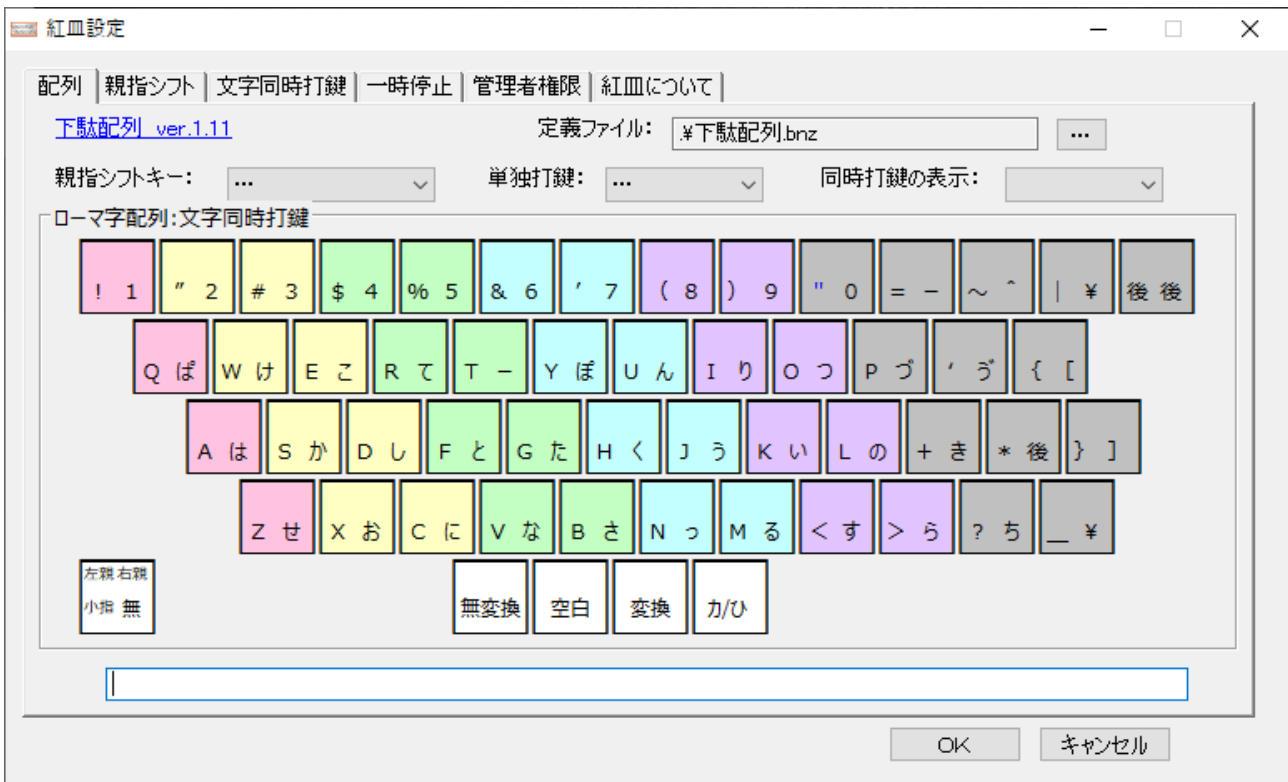 紅皿設定
配列 親指シフト 文字同時打鍵 一時停止 管理者権限 紅皿について
下駄配列 ver.1.11 定義ファイル: .¥下駄配列.bnz ...
親指シフトキー: ... 単独打鍵: ... 同時打鍵の表示:
ローマ字配列:文字同時打鍵
! 1 " 2 # 3 $ 4 % 5 & 6 ' 7 ( 8 ) 9 " 0 = - ～ ^ | ¥ 後 後
Q ぱ W け E こ R て T ー Y ぽ U ん I り O つ P づ ‘ ゔ { [
A は S か D し F と G た H く J う K い L の + き * 後 } ]
Z せ X お C に V な B さ N っ M る < す > ら ? ち _ ¥
左親 右親
小指 無 無変換 空白 変換 カ/ひ
OK キャンセル